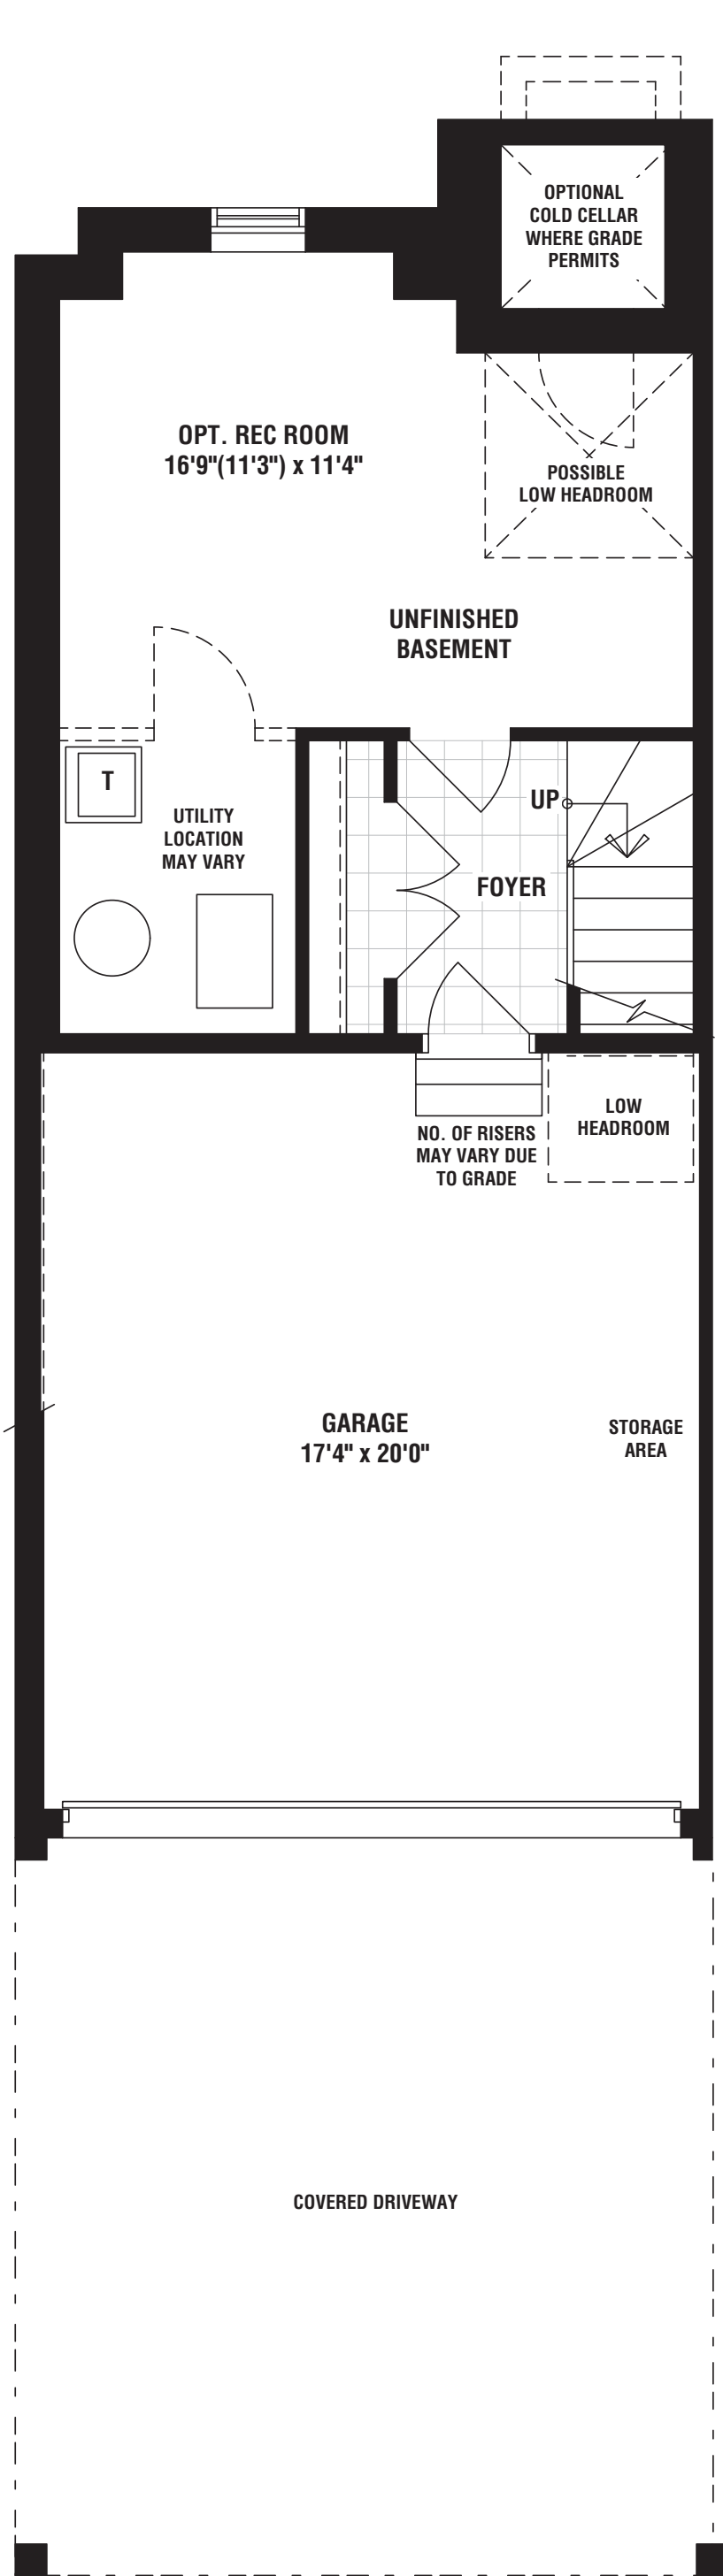 OPTIONAL
COLD CELLAR
WHERE GRADE
PERMITS
OPT. REC ROOM
16'9"(11'3") x 11'4"
POSSIBLE
LOW HEADROOM
UNFINISHED
BASEMENT
T
UTILITY
LOCATION
MAY VARY
UP
FOYER
LOW
HEADROOM
NO. OF RISERS
MAY VARY DUE
TO GRADE
GARAGE
17'4" x 20'0"
STORAGE
AREA
COVERED DRIVEWAY